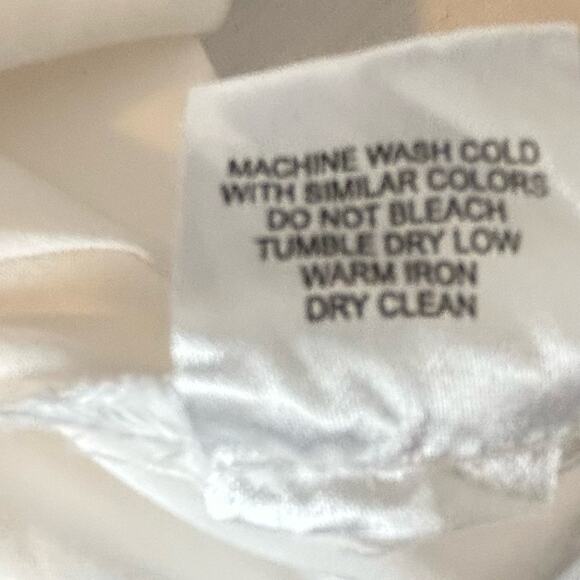 MACHINE WASH COLD
WITH SIMILAR COLORS
DO NOT BLEACH
TUMBLE DRY LOW
WARM IRON
DRY CLEAN